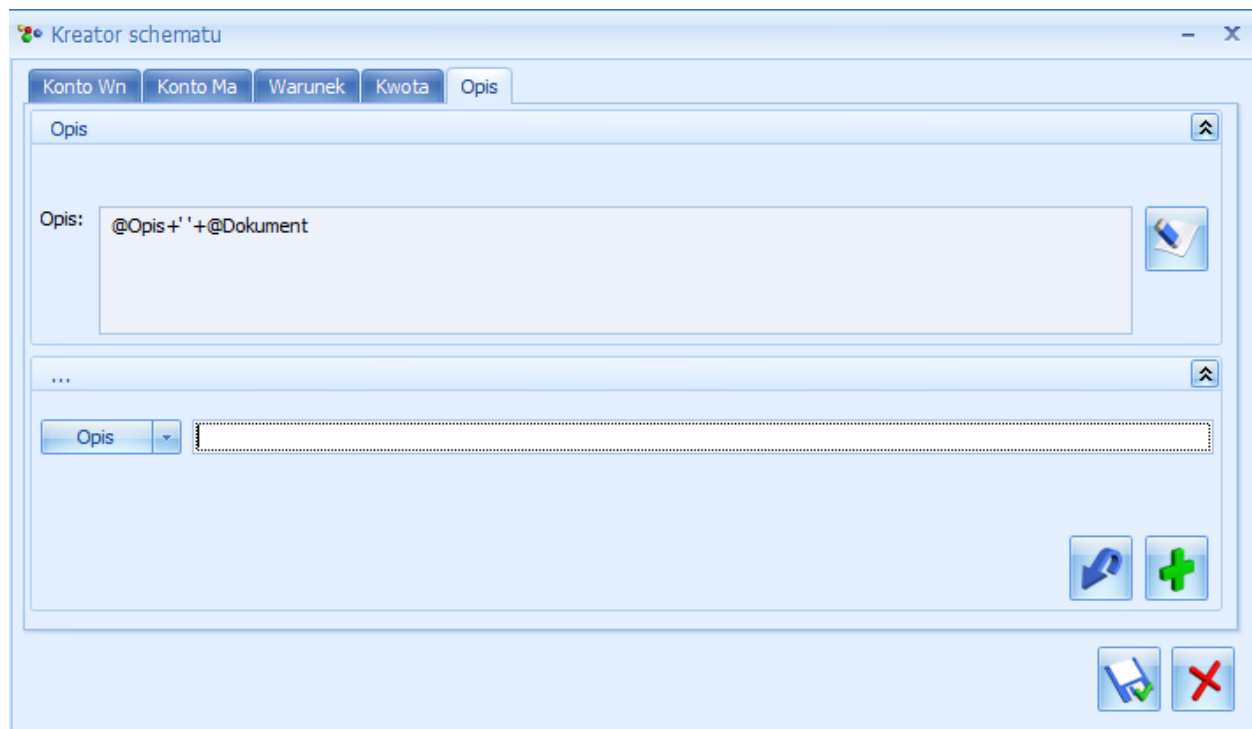 Kreator schematu
Konto Wn Konto Ma Warunek Kwota Opis
Opis
Opis: @Opis+' '+@Dokument
...
Opis